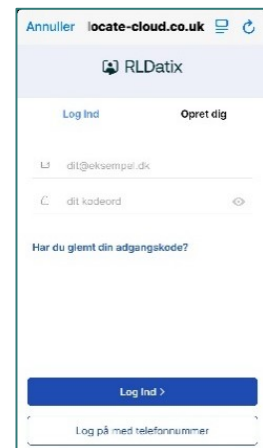 Annuller locate-cloud.co.uk
RLDatix
Log Ind Opret dig
dit@eksempel.dk
dit kodeord
Har du glemt din adgangskode?
Log Ind >
Log på med telefonnummer